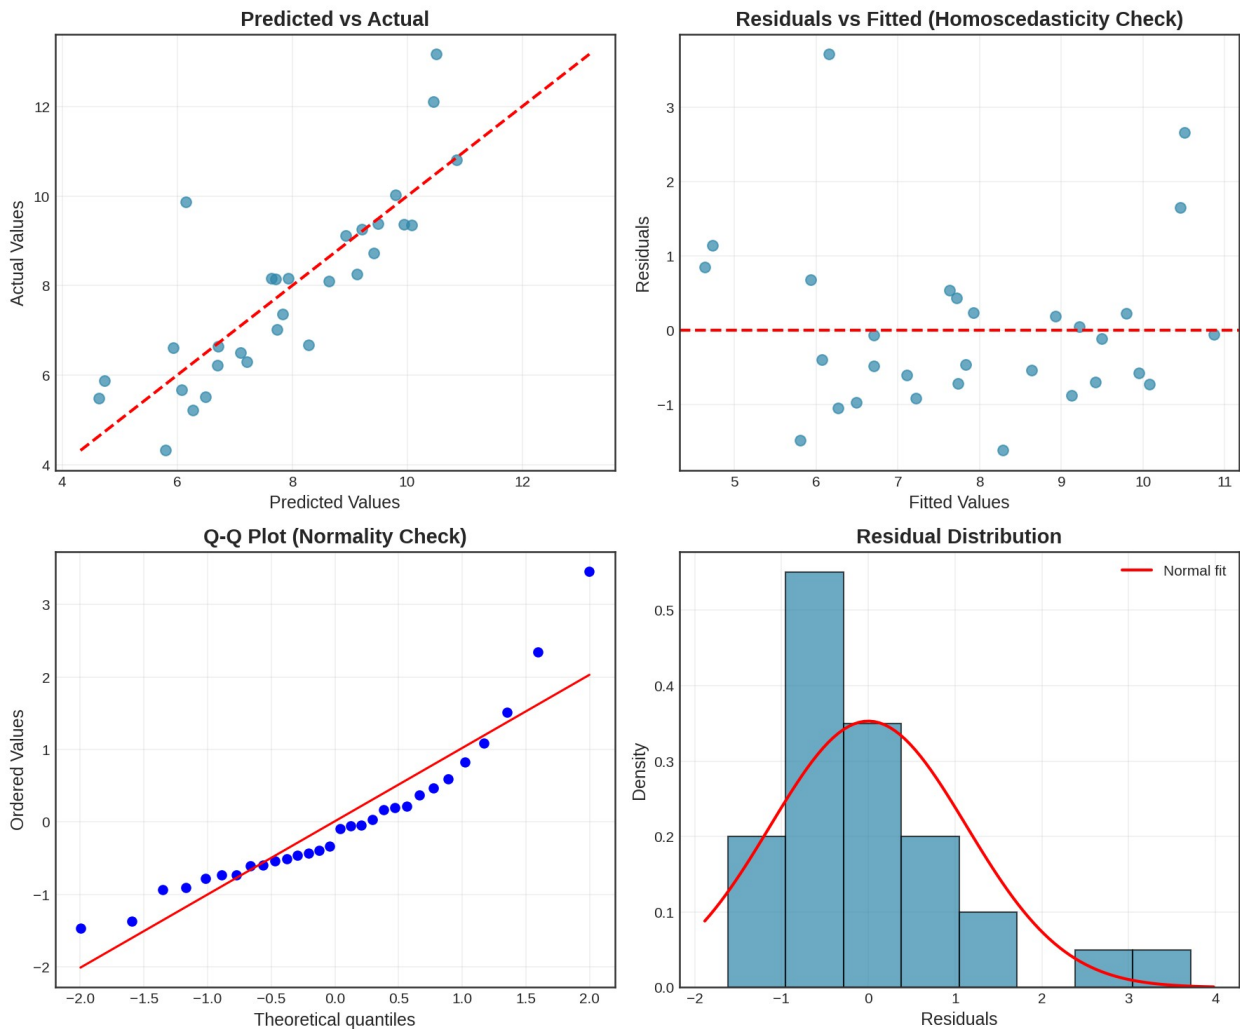 Predicted vs Actual
Actual Values
12
10
8
6
4
4 6 8 10 12
Predicted Values
Residuals vs Fitted (Homoscedasticity Check)
Residuals
3
2
1
0
−1
5 6 7 8 9 10 11
Fitted Values
Q-Q Plot (Normality Check)
Ordered Values
3
2
1
0
−1
−2
−2.0 −1.5 −1.0 −0.5 0.0 0.5 1.0 1.5 2.0
Theoretical quantiles
Residual Distribution
Normal fit
Density
0.5
0.4
0.3
0.2
0.1
0.0
−2 −1 0 1 2 3 4
Residuals